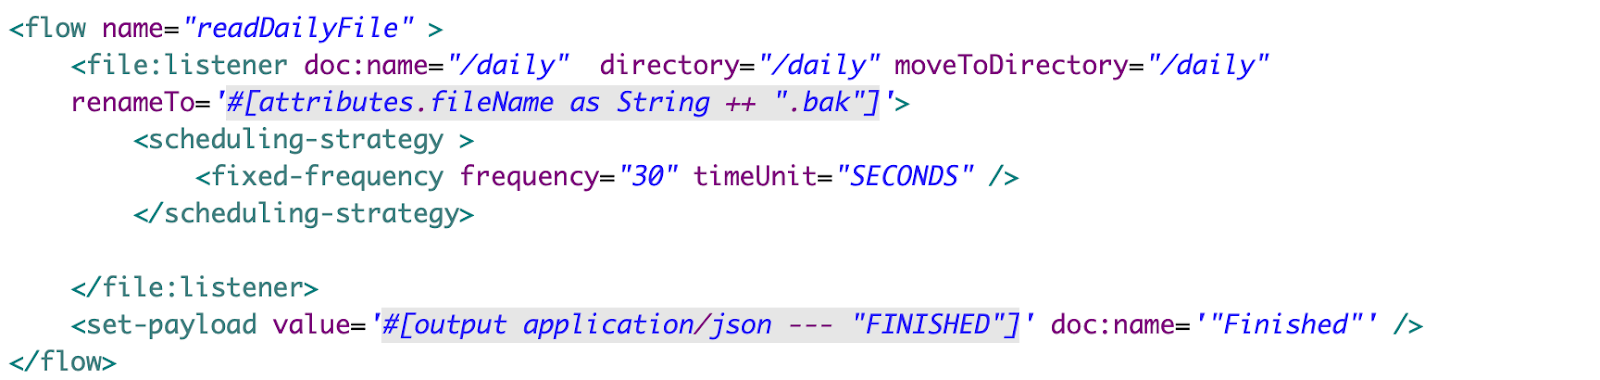 <flow name="readDailyFile" >
<file:listener doc:name="/daily"  directory="/daily" moveToDirectory="/daily"
renameTo='#[attributes.fileName as String ++ ".bak"]'>
<scheduling-strategy >
<fixed-frequency frequency="30" timeUnit="SECONDS" />
</scheduling-strategy>
</file:listener>
<set-payload value='#[output application/json --- "FINISHED"]' doc:name='"Finished"' />
</flow>